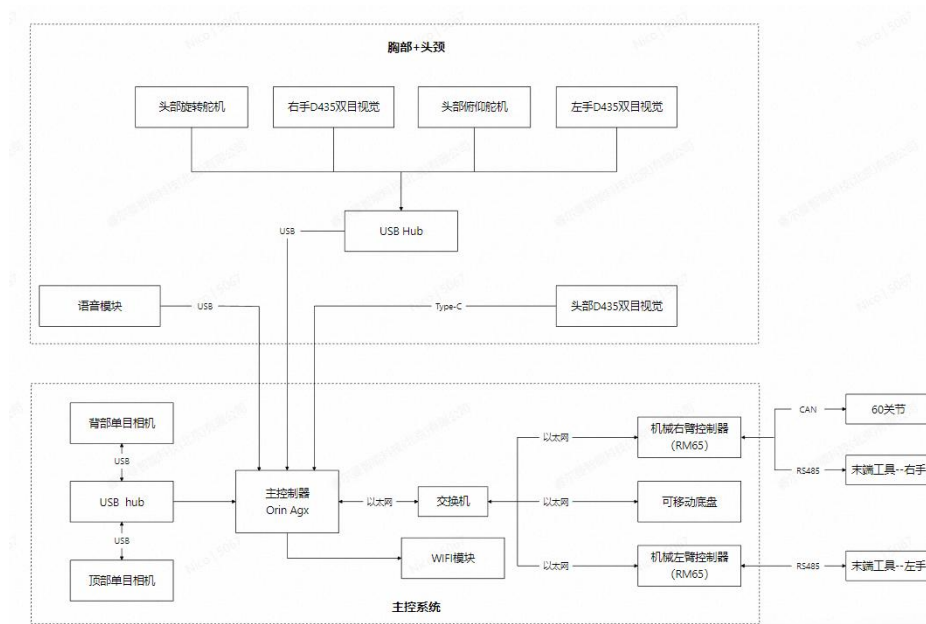 胸部+头颈
头部旋转舵机
右手D435双目视觉
头部俯仰舵机
左手D435双目视觉
USB
USB Hub
语音模块
USB
Type-C
头部D435双目视觉
背部单目相机
USB
USB hub
USB
顶部单目相机
主控制器
Orin Agx
以太网
交换机
WIFI模块
以太网
机械右臂控制器
(RM65)
以太网
可移动底盘
以太网
机械左臂控制器
(RM65)
CAN
60关节
RS485
末端工具--右手
RS485
末端工具--左手
主控系统